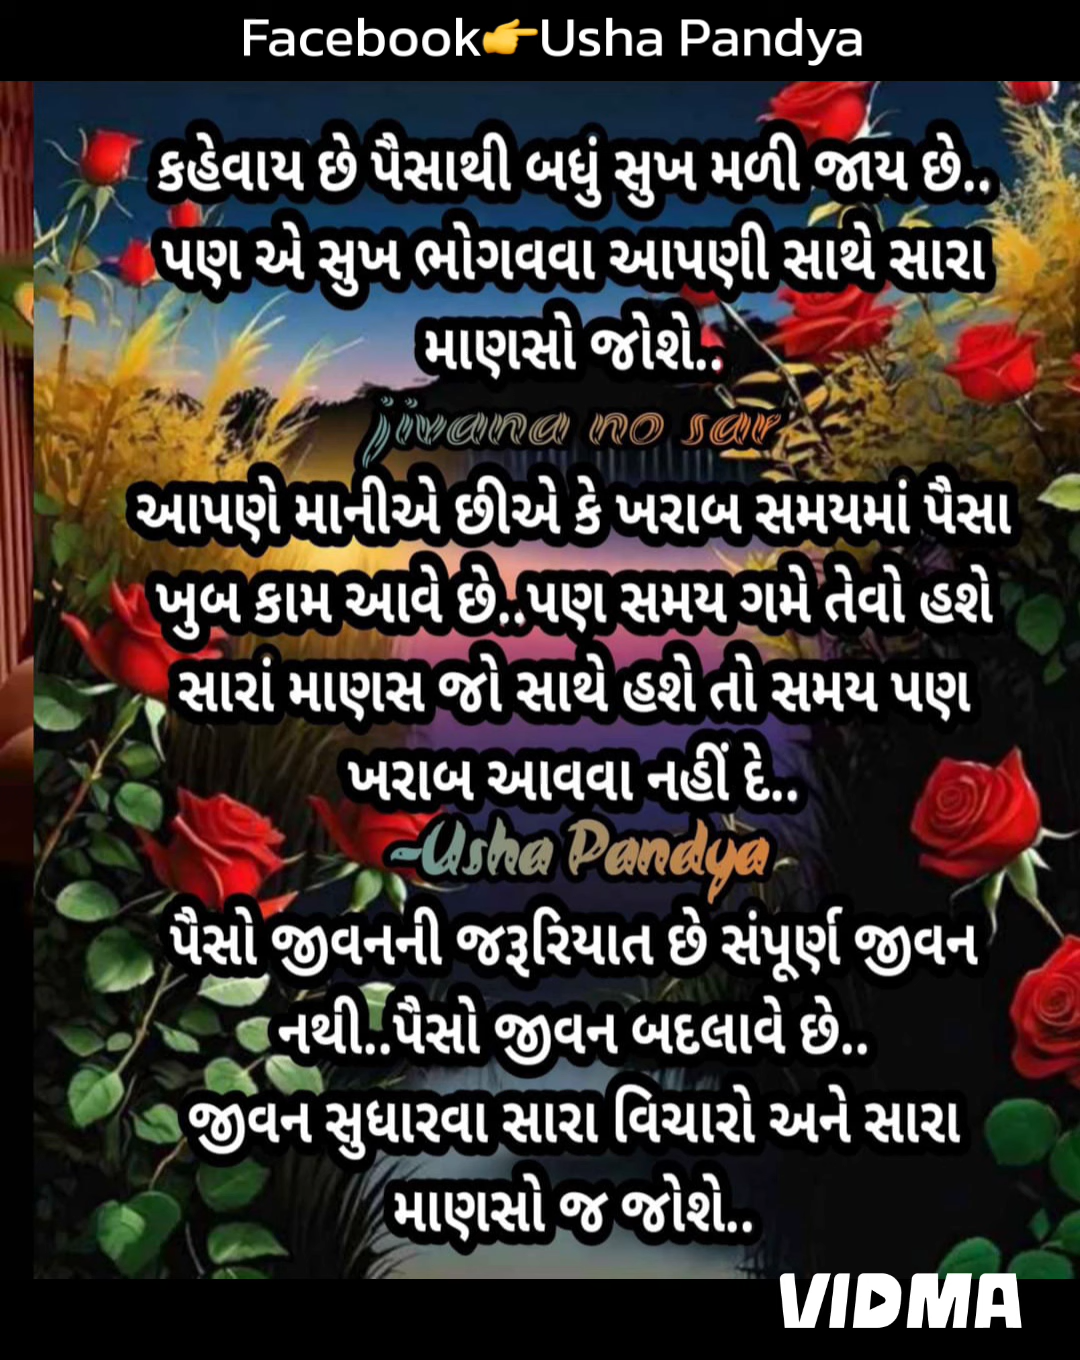 Facebook👉Usha Pandya
કહેવાય છે પૈસાથી બધું સુખ મળી જાય છે..
પણ એ સુખ ભોગવવા આપણી સાથે સારા
માણસો જોશે..
jivana no sar
આપણે માનીએ છીએ કે ખરાબ સમયમાં પૈસા
ખુબ કામ આવે છે..પણ સમય ગમે તેવો હશે
સારાં માણસ જો સાથે હશે તો સમય પણ
ખરાબ આવવા નહીં દે..
-Usha Pandya
પૈસો જીવનની જરૂરિયાત છે સંપૂર્ણ જીવન
નથી..પૈસો જીવન બદલાવે છે..
જીવન સુધારવા સારા વિચારો અને સારા
માણસો જ જોશે..
VIDMA